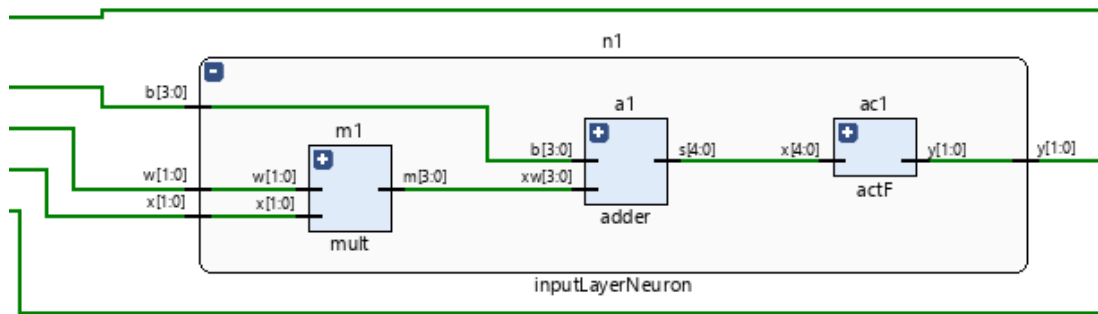 n1
b[3:0]
a1
ac1
m1
b[3:0]
s[4:0]
x[4:0]
y[1:0]
y[1:0]
w[1:0]
w[1:0]
m[3:0]
xw[3:0]
x[1:0]
x[1:0]
adder
actF
mult
inputLayerNeuron